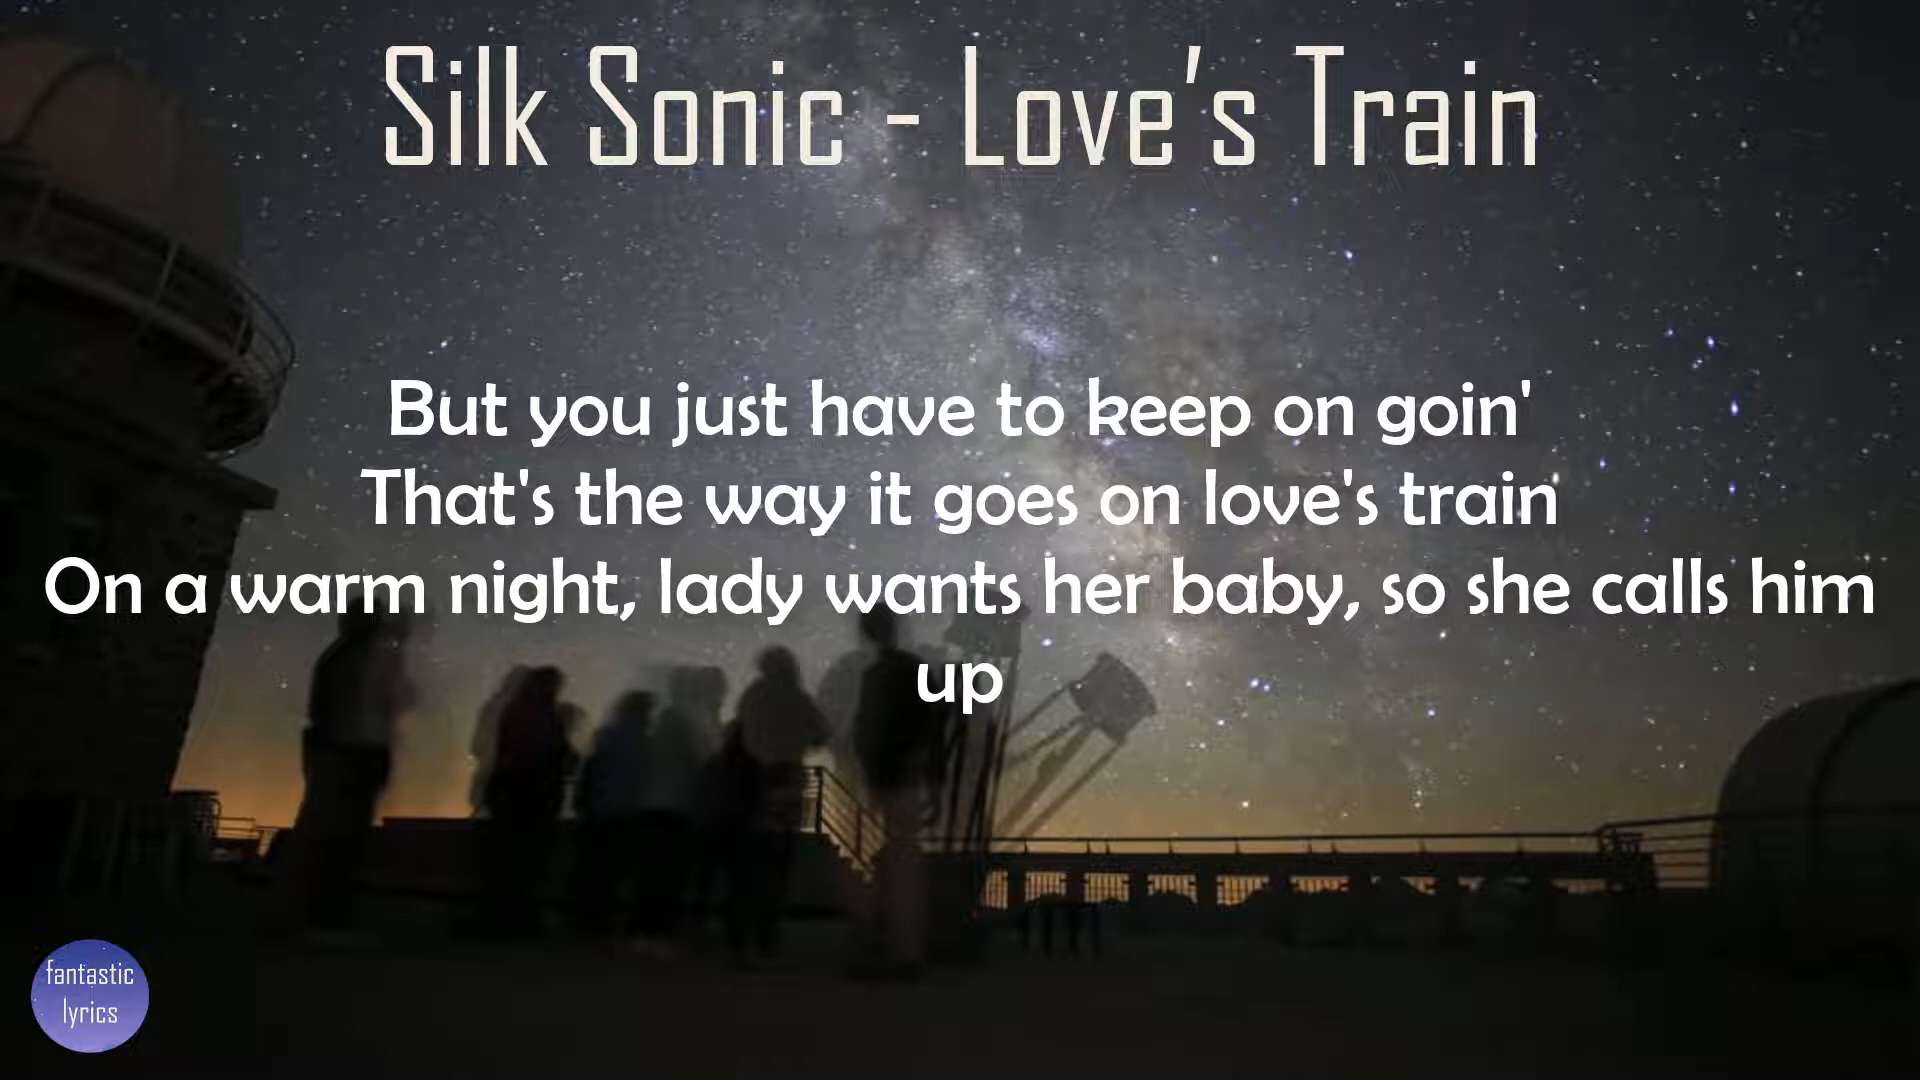 Silk Sonic - Love's Train
But you just have to keep on goin'
That's the way it goes on love's train
On a warm night, lady wants her baby, so she calls him
up
fantastic
lyrics